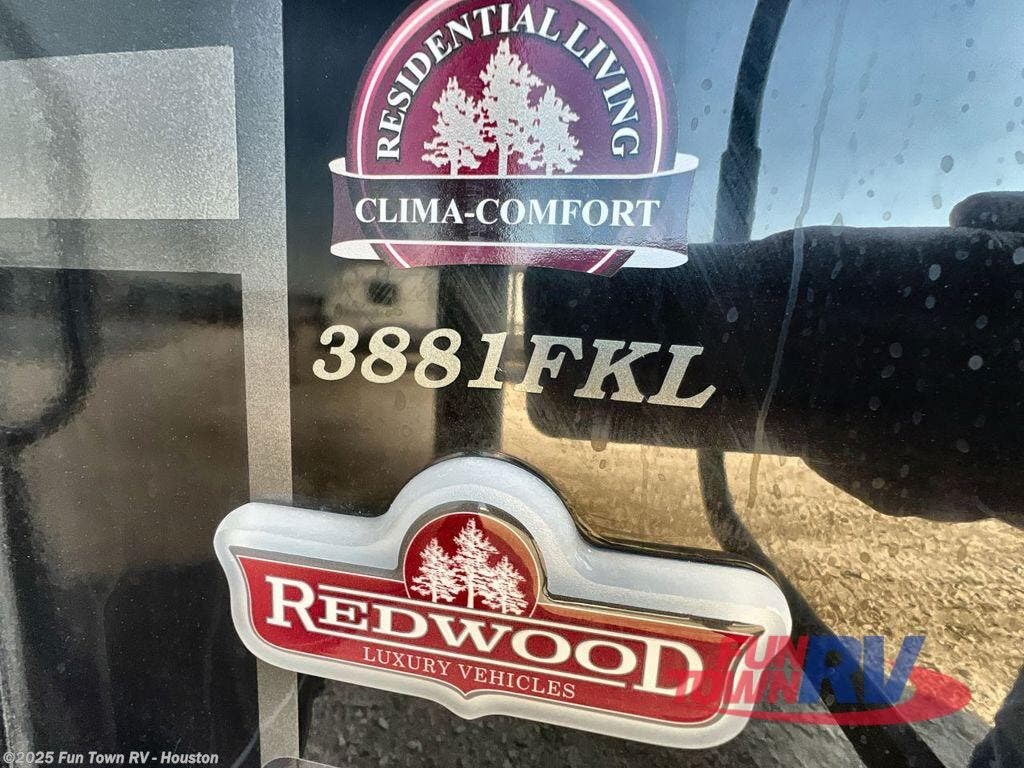 RESIDENTIAL LIVING
CLIMA-COMFORT
3881FKL
REDWOOD
LUXURY VEHICLES
FUN TOWN RV
©2025 Fun Town RV - Houston